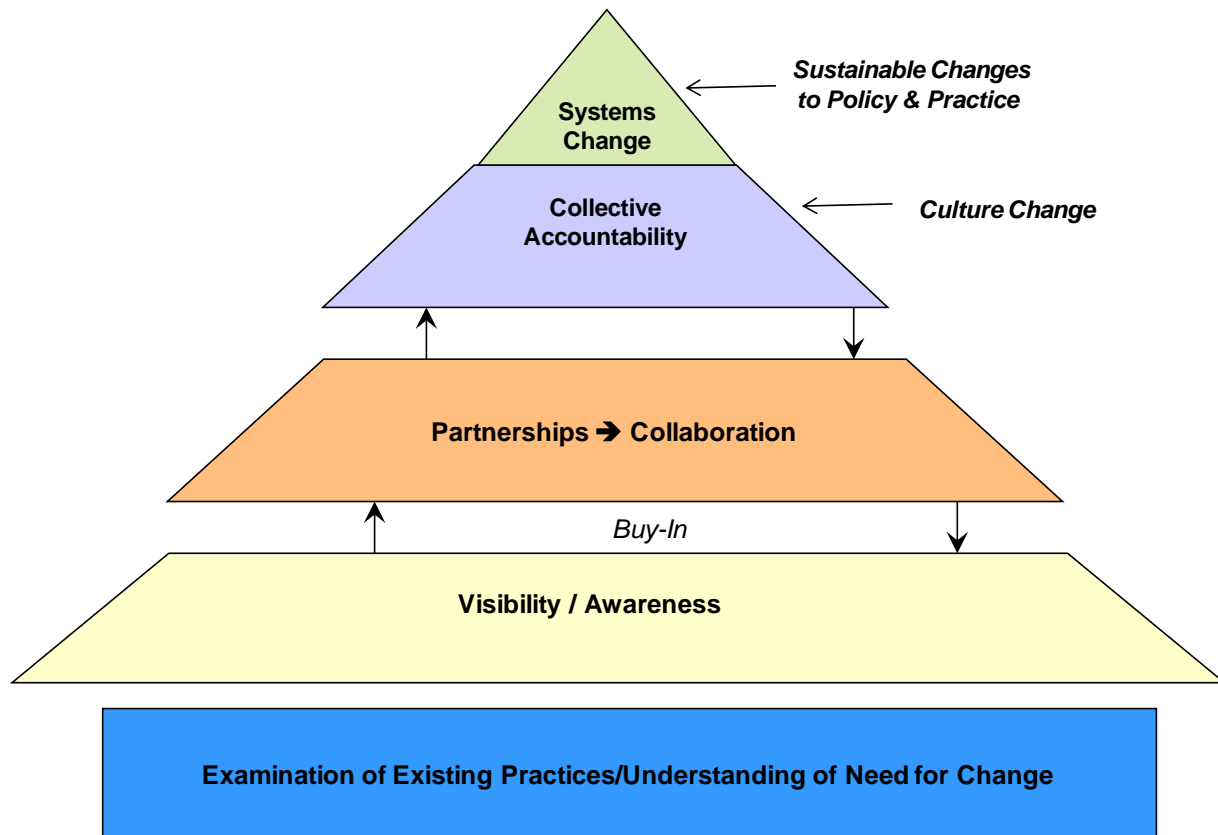 Sustainable Changes
to Policy & Practice
Systems
Change
Collective
Accountability
Culture Change
Partnerships ➔ Collaboration
Buy-In
Visibility / Awareness
Examination of Existing Practices/Understanding of Need for Change